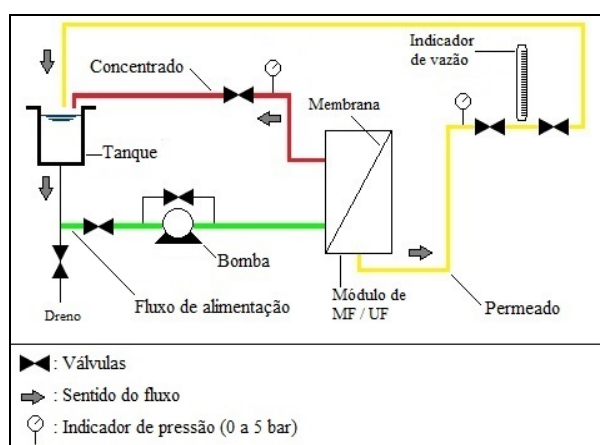 Indicador
de vazão
Concentrado
Membrana
Tanque
Bomba
Fluxo de alimentação
Dreno
Módulo de
MF / UF
Permeado
: Válvulas
: Sentido do fluxo
: Indicador de pressão (0 a 5 bar)